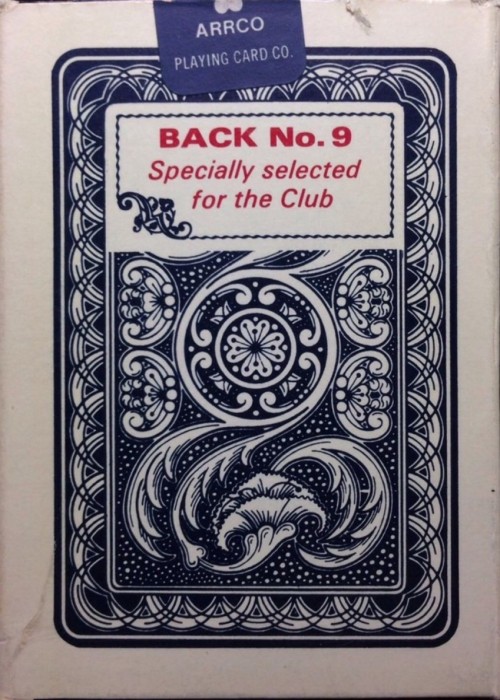 ARRCO
PLAYING CARD CO.
BACK No. 9
Specially selected
for the Club